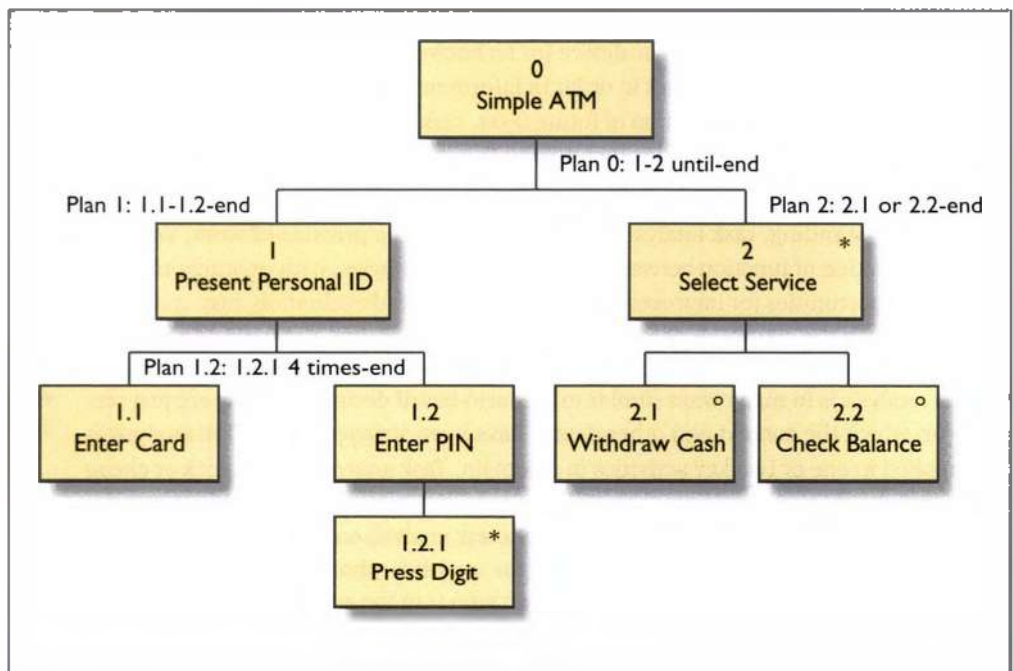 0
Simple ATM
Plan 0: 1-2 until-end
Plan 1: 1.1-1.2-end
Plan 2: 2.1 or 2.2-end
1
Present Personal ID
2 *
Select Service
Plan 1.2: 1.2.1 4 times-end
1.1
Enter Card
1.2
Enter PIN
2.1 o
Withdraw Cash
2.2 o
Check Balance
1.2.1 *
Press Digit